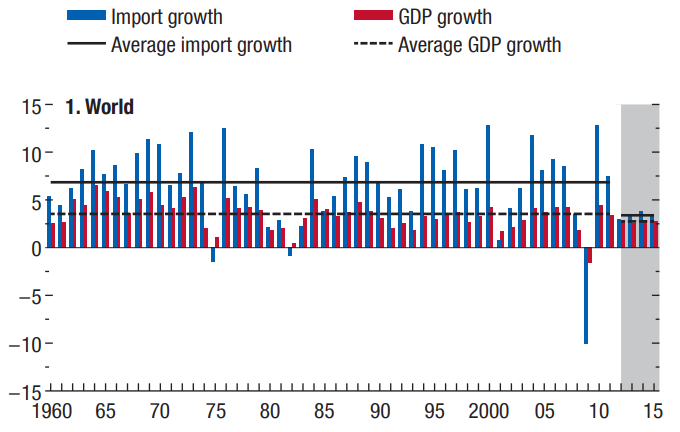 Import growth
GDP growth
Average import growth
Average GDP growth
1. World
15
10
5
0
−5
−10
−15
1960 65 70 75 80 85 90 95 2000 05 10 15